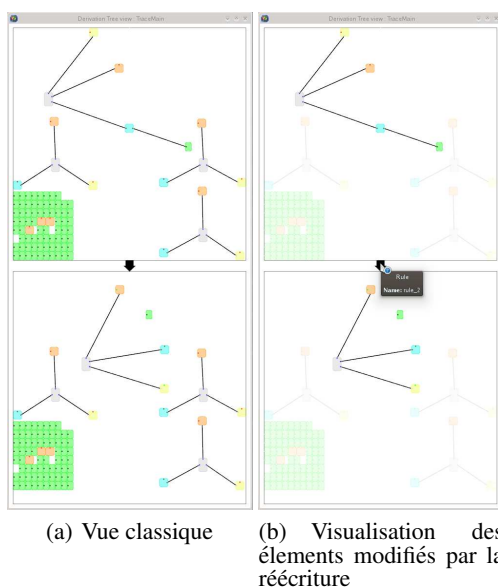 Derivation Tree view : TraceMain
Derivation Tree view : TraceMain
Rule
Name: rule_2
(a) Vue classique
(b) Visualisation des
élements modifiés par la
réécriture